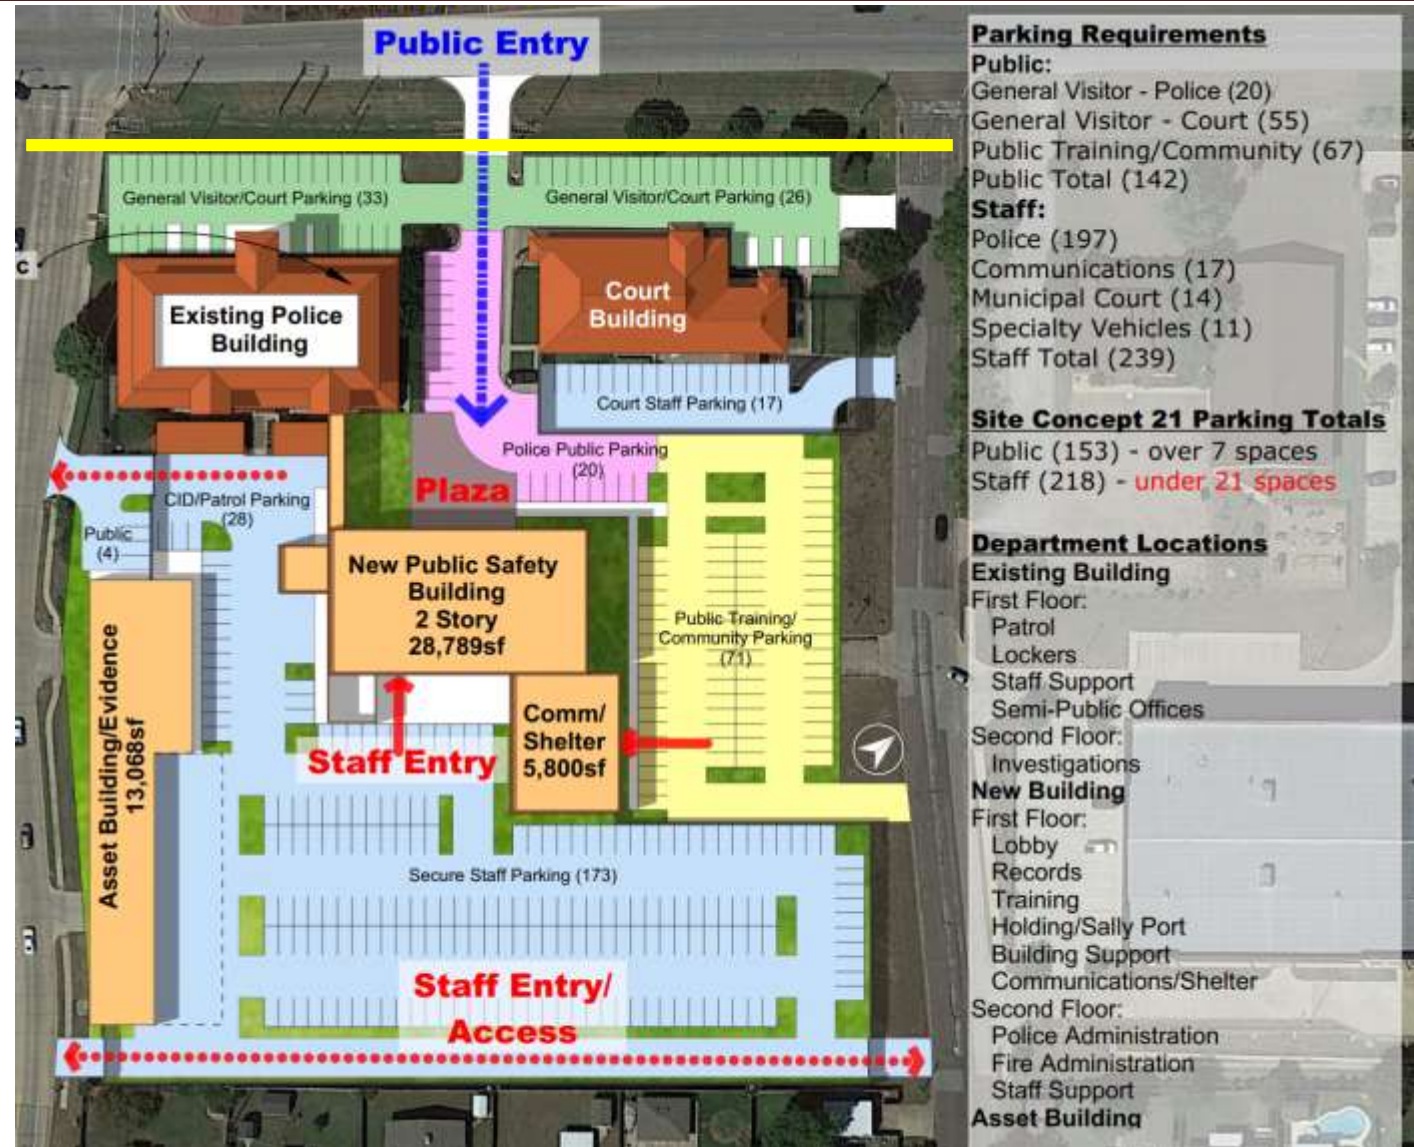 Public Entry
General Visitor/Court Parking (33)
General Visitor/Court Parking (26)
C
Existing Police
Building
Court
Building
Court Staff Parking (17)
Police Public Parking
(20)
Plaza
CID/Patrol Parking
(28)
Public
(4)
New Public Safety
Building
2 Story
28,789sf
Public Training/
Community Parking
(71)
Asset Building/Evidence
13,068sf
Comm/
Shelter
5,800sf
Staff Entry
Secure Staff Parking (173)
Staff Entry/
Access
Parking Requirements
Public:
General Visitor - Police (20)
General Visitor - Court (55)
Public Training/Community (67)
Public Total (142)
Staff:
Police (197)
Communications (17)
Municipal Court (14)
Specialty Vehicles (11)
Staff Total (239)
Site Concept 21 Parking Totals
Public (153) - over 7 spaces
Staff (218) - under 21 spaces
Department Locations
Existing Building
First Floor:
Patrol
Lockers
Staff Support
Semi-Public Offices
Second Floor:
Investigations
New Building
First Floor:
Lobby
Records
Training
Holding/Sally Port
Building Support
Communications/Shelter
Second Floor:
Police Administration
Fire Administration
Staff Support
Asset Building